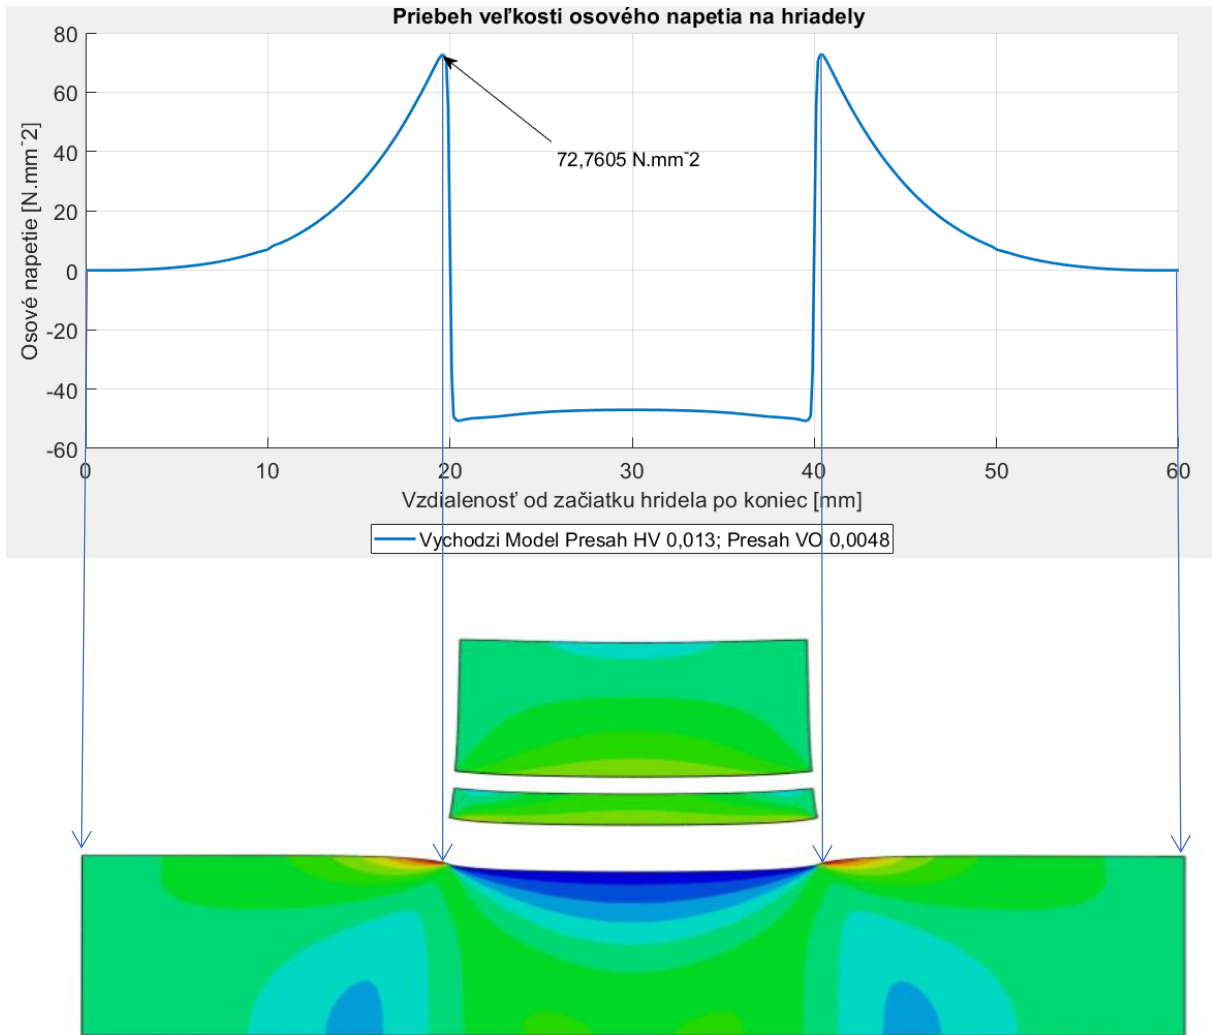 Priebeh veľkosti osového napetia na hriadely
80
60
40
20
0
-20
-40
-60
Osové napetie [N.mm¯2]
72,7605 N.mm¯2
0 10 20 30 40 50 60
Vzdialenosť od začiatku hridela po koniec [mm]
Vychodzi Model Presah HV 0,013; Presah VO 0,0048